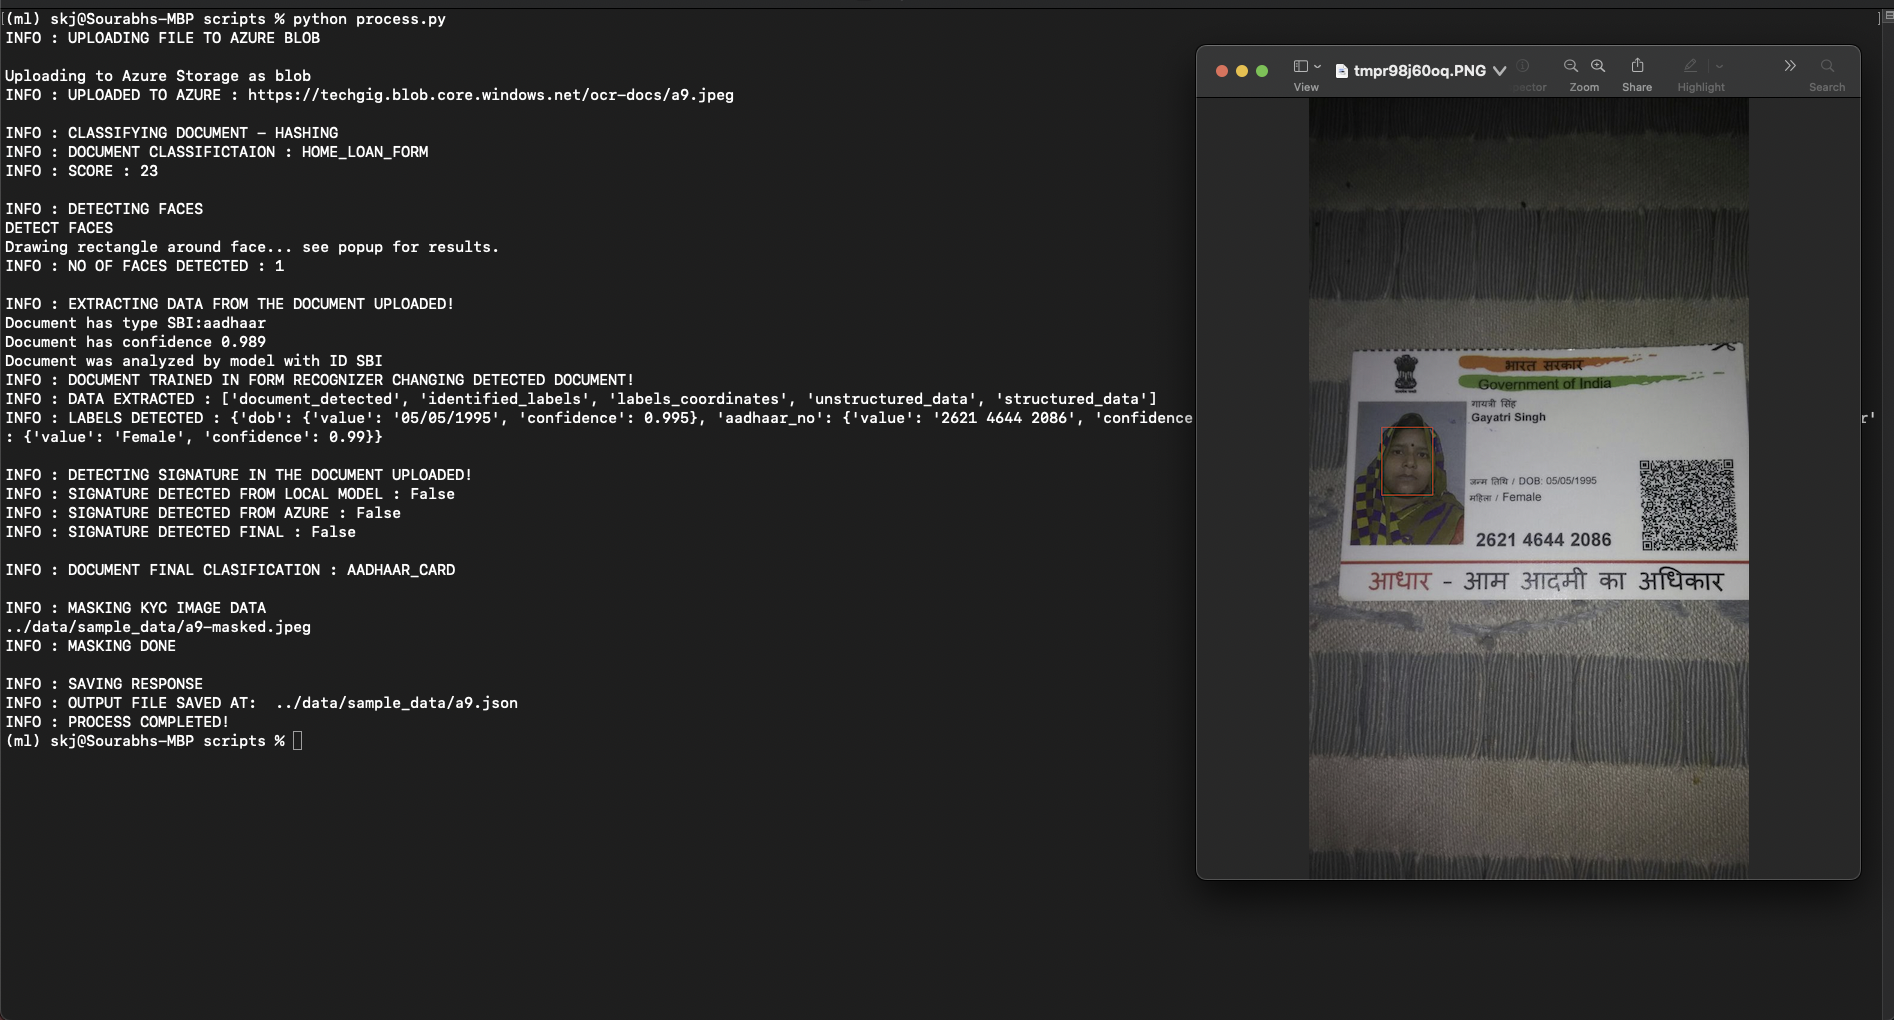 (ml) skj@Sourabhs-MBP scripts % python process.py
INFO : UPLOADING FILE TO AZURE BLOB
Uploading to Azure Storage as blob
INFO : UPLOADED TO AZURE : https://techgig.blob.core.windows.net/ocr-docs/a9.jpeg
INFO : CLASSIFYING DOCUMENT – HASHING
INFO : DOCUMENT CLASSIFICTAION : HOME_LOAN_FORM
INFO : SCORE : 23
INFO : DETECTING FACES
DETECT FACES
Drawing rectangle around face... see popup for results.
INFO : NO OF FACES DETECTED : 1
INFO : EXTRACTING DATA FROM THE DOCUMENT UPLOADED!
Document has type SBI:aadhaar
Document has confidence 0.989
Document was analyzed by model with ID SBI
INFO : DOCUMENT TRAINED IN FORM RECOGNIZER CHANGING DETECTED DOCUMENT!
INFO : DATA EXTRACTED : ['document_detected', 'identified_labels', 'labels_coordinates', 'unstructured_data', 'structured_data']
INFO : LABELS DETECTED : {'dob': {'value': '05/05/1995', 'confidence': 0.995}, 'aadhaar_no': {'value': '2621 4644 2086', 'confidence r'
: {'value': 'Female', 'confidence': 0.99}}
INFO : DETECTING SIGNATURE IN THE DOCUMENT UPLOADED!
INFO : SIGNATURE DETECTED FROM LOCAL MODEL : False
INFO : SIGNATURE DETECTED FROM AZURE : False
INFO : SIGNATURE DETECTED FINAL : False
INFO : DOCUMENT FINAL CLASIFICATION : AADHAAR_CARD
INFO : MASKING KYC IMAGE DATA
../data/sample_data/a9-masked.jpeg
INFO : MASKING DONE
INFO : SAVING RESPONSE
INFO : OUTPUT FILE SAVED AT:  ../data/sample_data/a9.json
INFO : PROCESS COMPLETED!
(ml) skj@Sourabhs-MBP scripts %
tmpr98j60oq.PNG
View pector Zoom Share Highlight Search
भारत सरकार
Government of India
गायत्री सिंह
Gayatri Singh
जन्म तिथि / DOB: 05/05/1995
महिला / Female
2621 4644 2086
आधार - आम आदमी का अधिकार